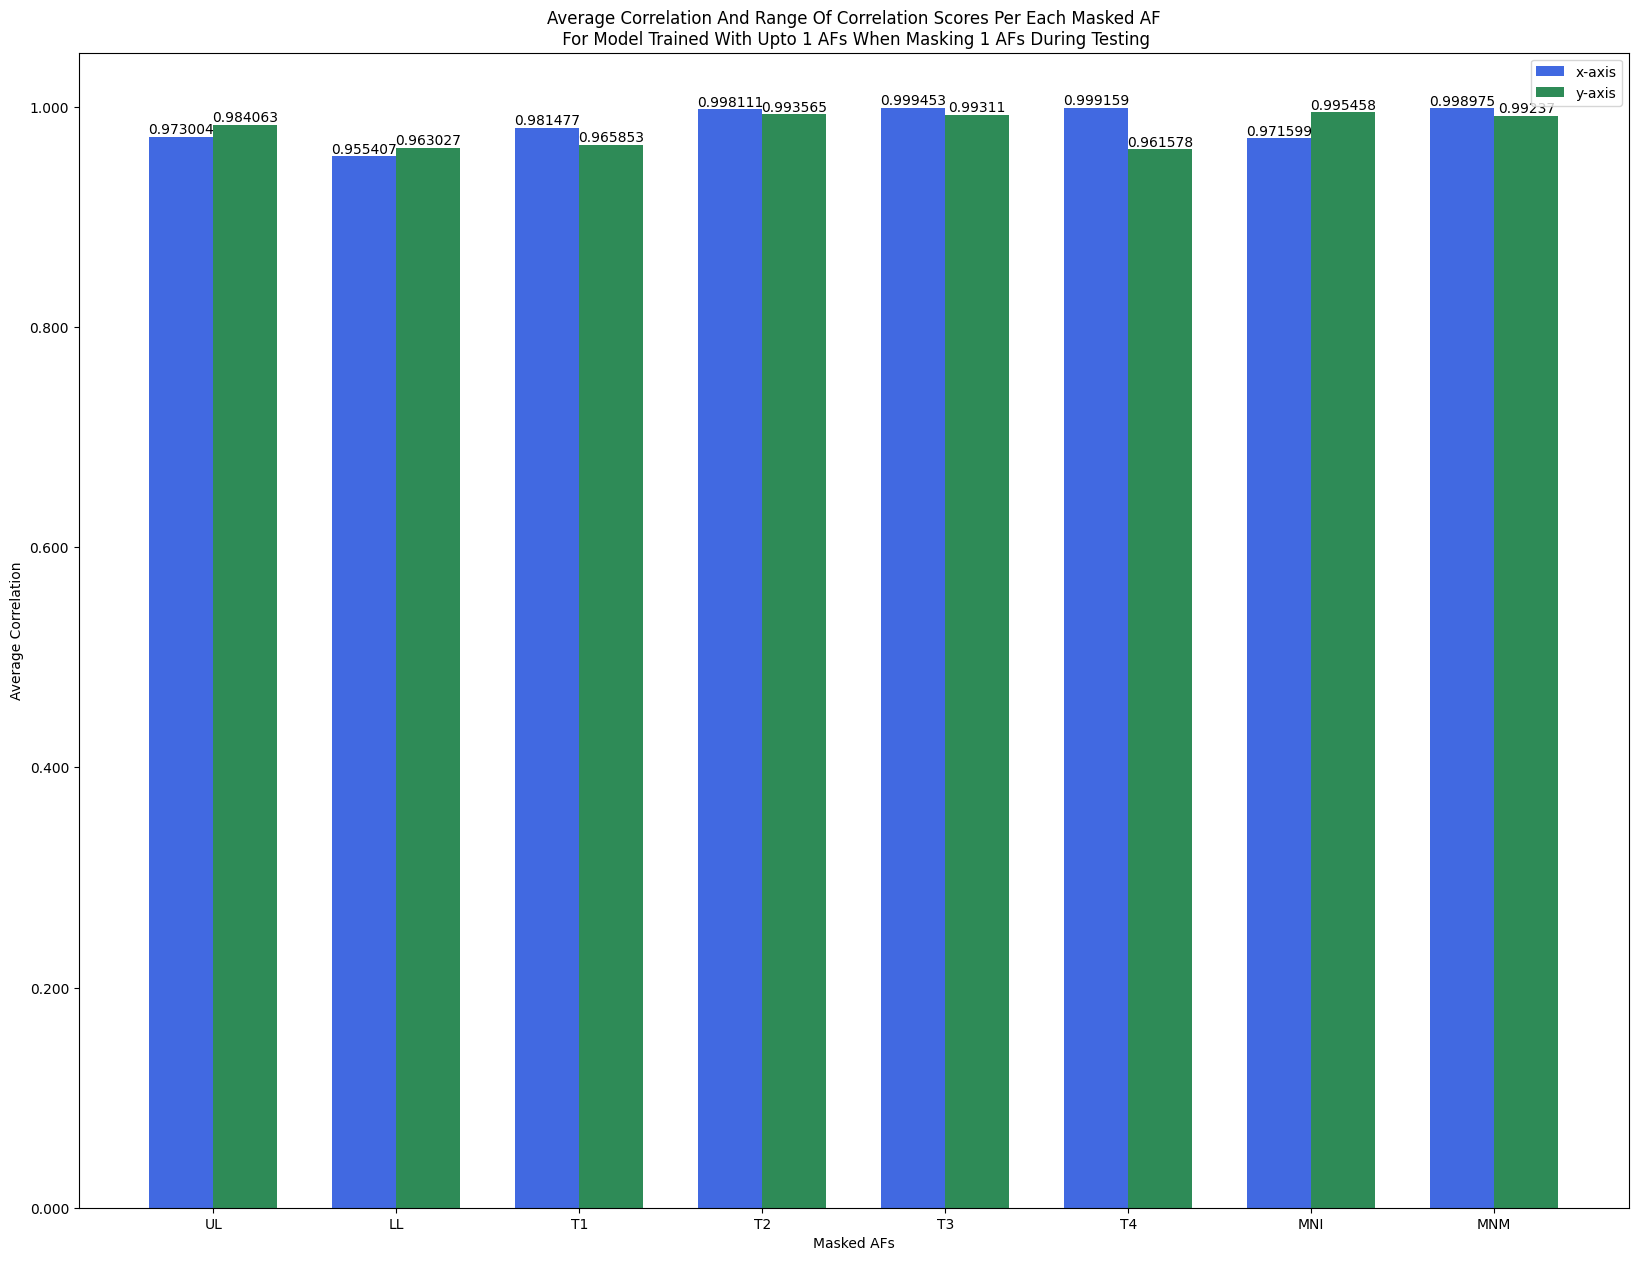 Average Correlation And Range Of Correlation Scores Per Each Masked AF
For Model Trained With Upto 1 AFs When Masking 1 AFs During Testing
x-axis
y-axis
1.000
0.800
0.600
0.400
0.200
0.000
Average Correlation
0.973004
0.984063
0.955407
0.963027
0.981477
0.965853
0.998111
0.993565
0.999453
0.99311
0.999159
0.961578
0.971599
0.995458
0.998975
0.99237
UL
LL
T1
T2
T3
T4
MNI
MNM
Masked AFs